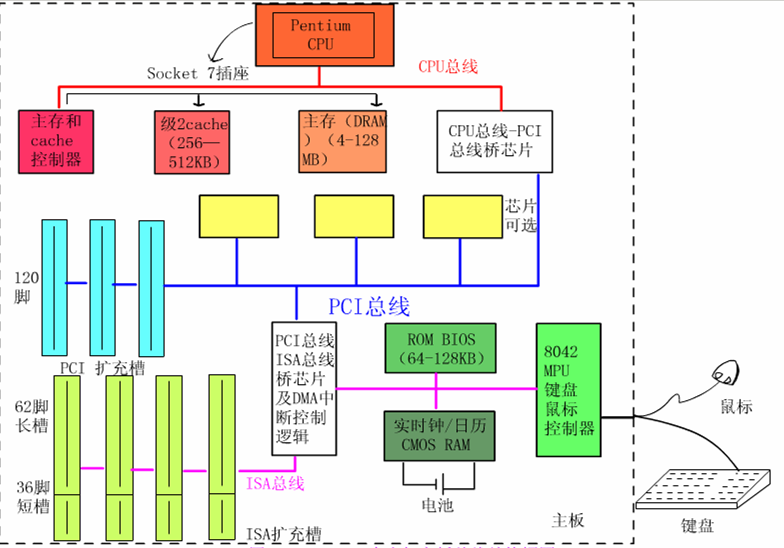 Pentium
CPU
Socket 7插座
CPU总线
主存和
cache
控制器
级2cache
(256—
512KB)
主存（DRAM
）（4-128
MB)
CPU总线-PCI
总线桥芯片
芯片
可选
120
脚
PCI总线
PCI 扩充槽
PCI总线
ISA总线
桥芯片
及DMA中
断控制
逻辑
ROM BIOS
(64-128KB)
8042
MPU
键盘
鼠标
控制器
鼠标
62脚
长槽
实时钟/日历
CMOS RAM
36脚
短槽
ISA总线
电池
ISA扩充槽
主板
键盘